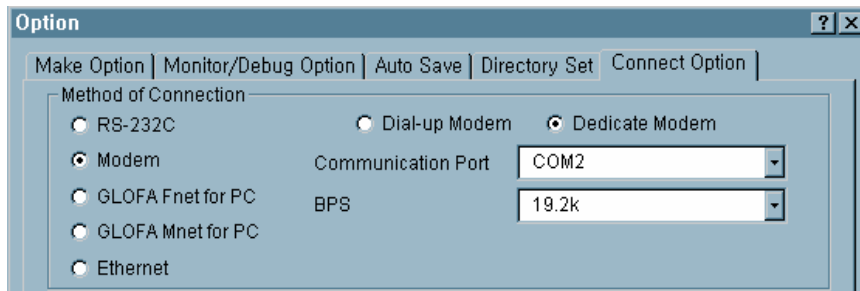 Option
Make Option Monitor/Debug Option Auto Save Directory Set Connect Option
Method of Connection
RS-232C Dial-up Modem Dedicate Modem
Modem Communication Port COM2
GLOFA Fnet for PC BPS 19.2k
GLOFA Mnet for PC
Ethernet